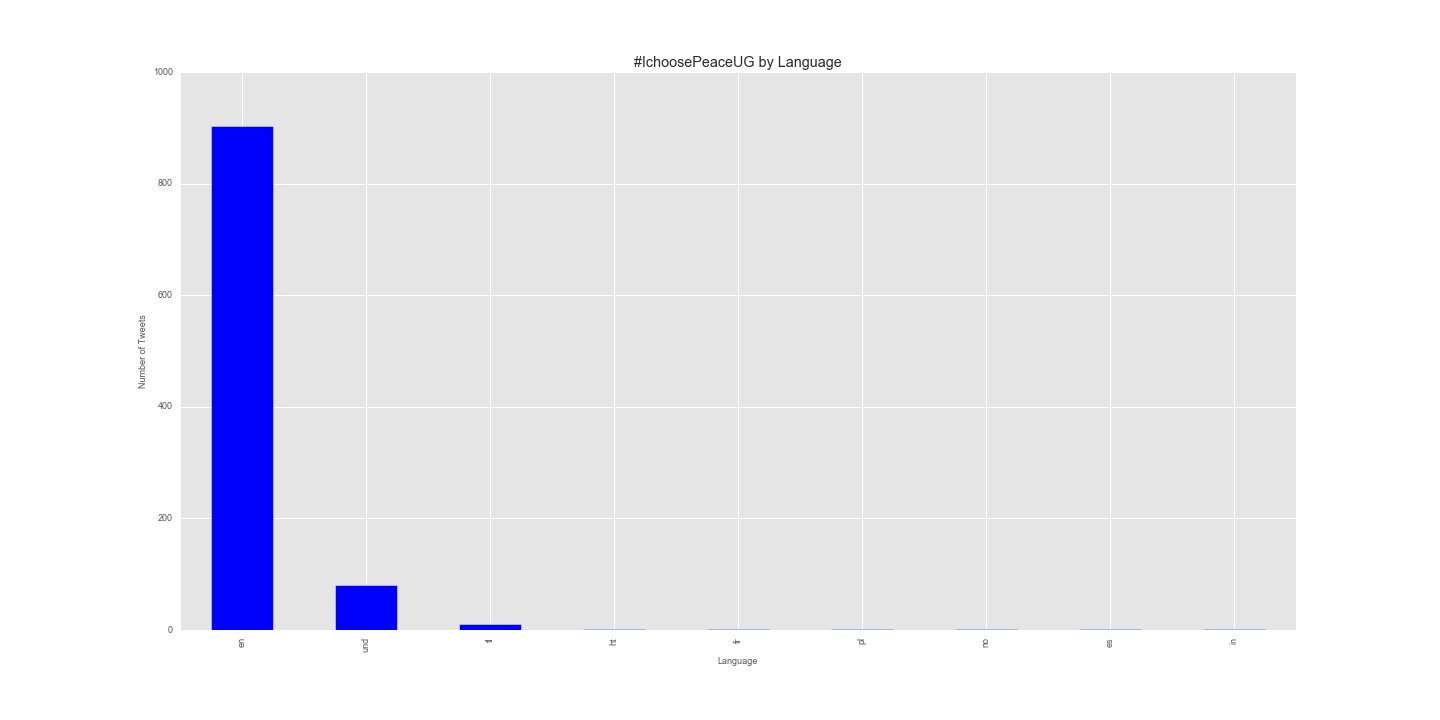 #IchoosePeaceUG by Language
1000
800
600
400
200
0
Number of Tweets
en
und
ht
fr
pl
no
es
in
Language